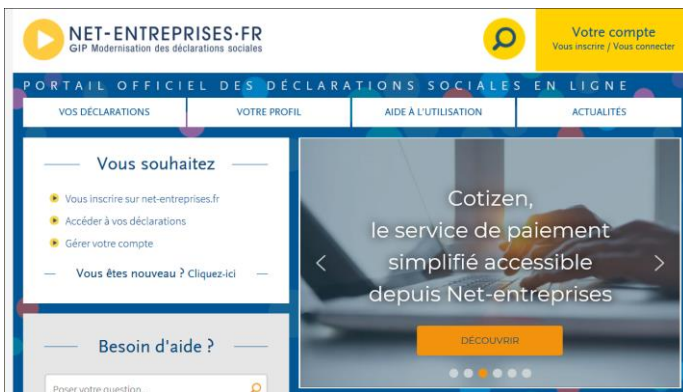 NET-ENTREPRISES·FR
GIP Modernisation des déclarations sociales
Votre compte
Vous inscrire / Vous connecter
PORTAIL OFFICIEL DES DÉCLARATIONS SOCIALES EN LIGNE
VOS DÉCLARATIONS
VOTRE PROFIL
AIDE À L'UTILISATION
ACTUALITÉS
Vous souhaitez
Vous inscrire sur net-entreprises.fr
Accéder à vos déclarations
Gérer votre compte
Vous êtes nouveau ? Cliquez-ici
Cotizen,
le service de paiement
simplifié accessible
depuis Net-entreprises
DÉCOUVRIR
Besoin d'aide ?
Poser votre question...